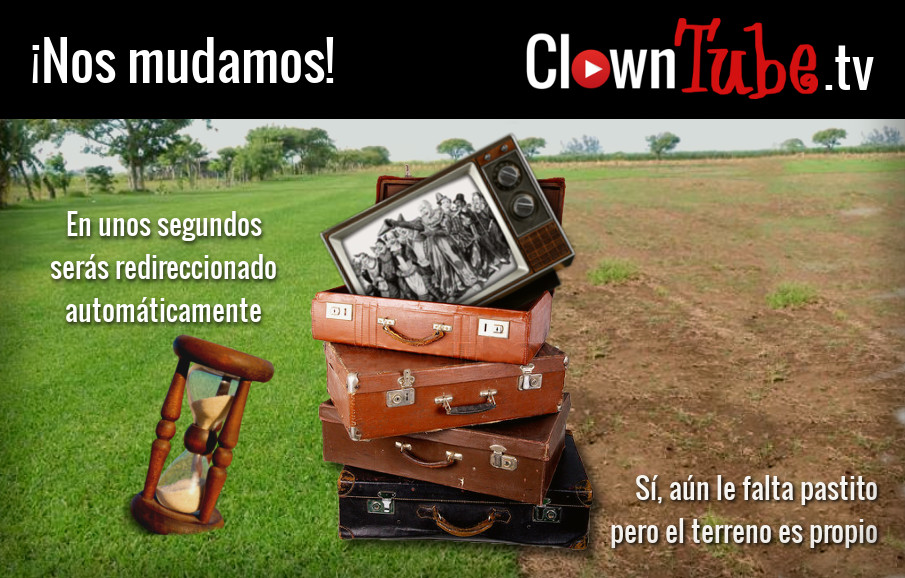 ¡Nos mudamos!
ClownTube.tv
En unos segundos
serás redireccionado
automáticamente
Sí, aún le falta pastito
pero el terreno es propio